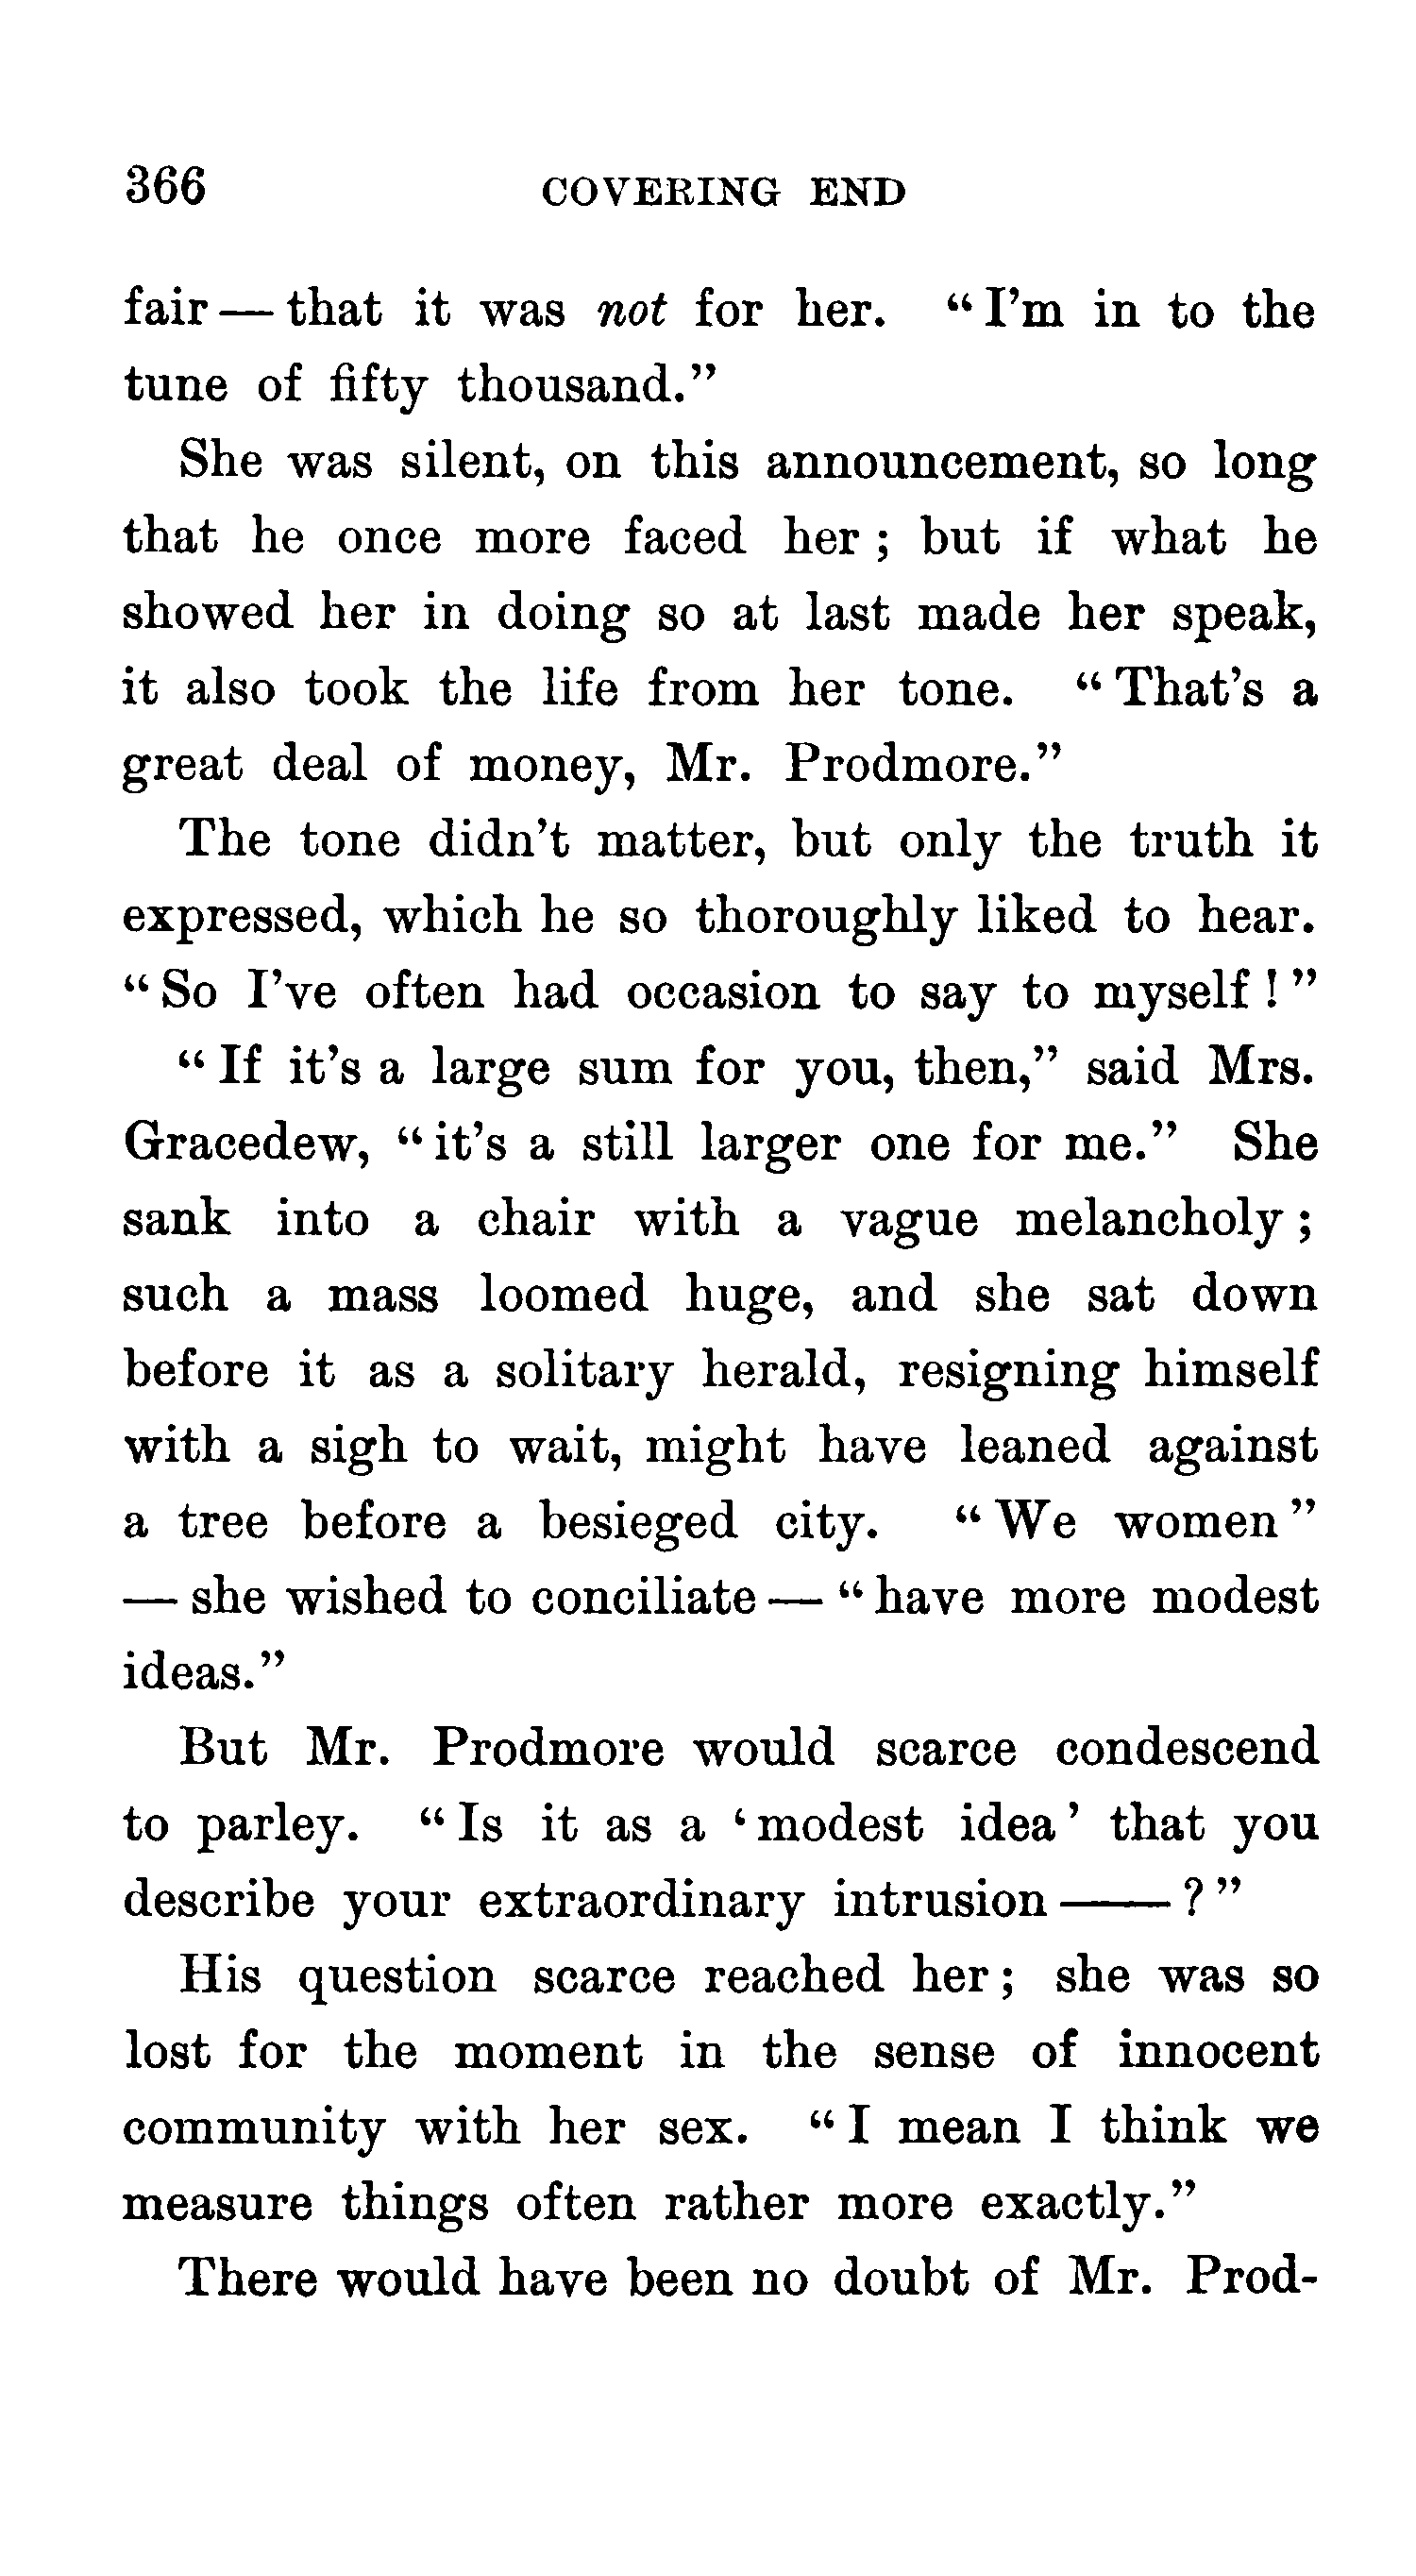 366 COVERING END
fair — that it was not for her. “I’m in to the
tune of fifty thousand.”
She was silent, on this announcement, so long
that he once more faced her; but if what he
showed her in doing so at last made her speak,
it also took the life from her tone. “That’s a
great deal of money, Mr. Prodmore.”
The tone didn’t matter, but only the truth it
expressed, which he so thoroughly liked to hear.
“So I’ve often had occasion to say to myself!”
“If it’s a large sum for you, then,” said Mrs.
Gracedew, “it’s a still larger one for me.” She
sank into a chair with a vague melancholy;
such a mass loomed huge, and she sat down
before it as a solitary herald, resigning himself
with a sigh to wait, might have leaned against
a tree before a besieged city. “We women”
— she wished to conciliate — “have more modest
ideas.”
But Mr. Prodmore would scarce condescend
to parley. “Is it as a ‘modest idea’ that you
describe your extraordinary intrusion ——?”
His question scarce reached her; she was so
lost for the moment in the sense of innocent
community with her sex. “I mean I think we
measure things often rather more exactly.”
There would have been no doubt of Mr. Prod-